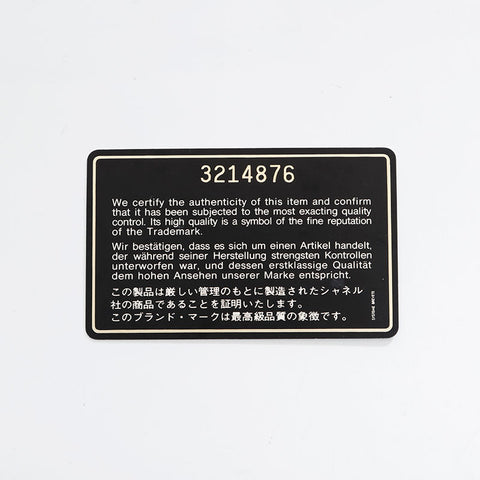 3214876
We certify the authenticity of this item and confirm
that it has been subjected to the most exacting quality
control. Its high quality is a symbol of the fine reputation
of the Trademark.
Wir bestätigen, dass es sich um einen Artikel handelt,
der während seiner Herstellung strengsten Kontrollen
unterworfen war, und dessen erstklassige Qualität
dem hohen Ansehen unserer Marke entspricht.
この製品は厳しい管理のもとに製造されたシャネル
社の商品であることを証明いたします。
このブランド・マークは最高級品質の象徴です。